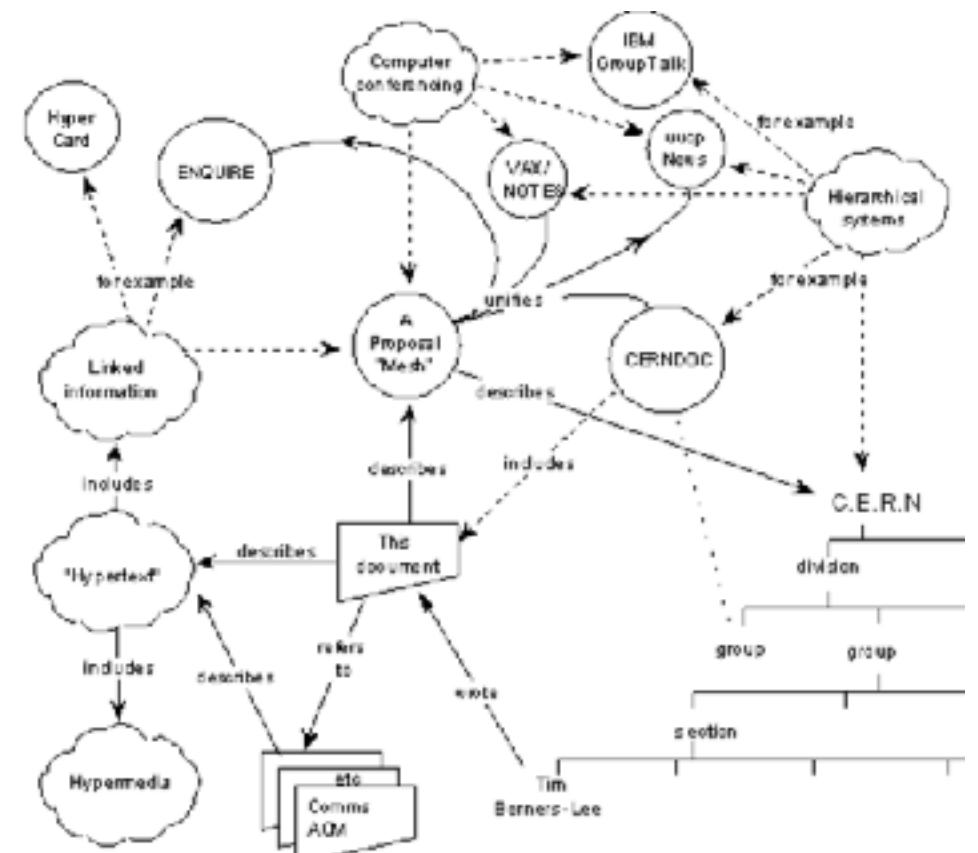 IBM
GroupTalk
Computer
conferencing
Hyper
Card
for example
uucp
News
ENQUIRE
VAX/
NOTES
Hierarchical
systems
for example
for example
unifies
A
Proposal
"Mesh"
CERNDOC
Linked
information
describes
includes
describes
includes
C.E.R.N
This
document
describes
"Hypertext"
division
refers
to
group
group
includes
describes
wrote
section
Hypermedia
etc
Tim
Berners-Lee
Comms
ACM